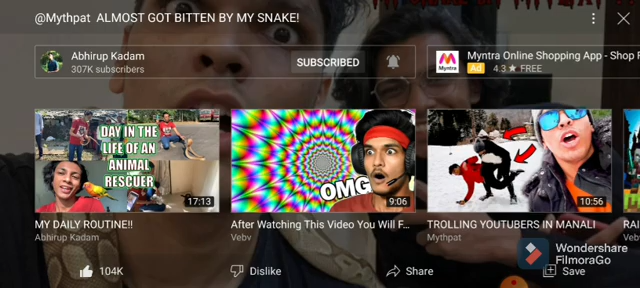 @Mythpat ALMOST GOT BITTEN BY MY SNAKE!
Abhirup Kadam
307K subscribers
SUBSCRIBED
Myntra Online Shopping App - Shop F
Myntra
Ad 4.3 ★ FREE
DAY IN THE
LIFE OF AN
ANIMAL
RESCUER
17:13
OMG
9:06
10:56
MY DAILY ROUTINE!!
Abhirup Kadam
After Watching This Video You Will F...
Vebv
TROLLING YOUTUBERS IN MANALI
Mythpat
RAI
Vebv
Wondershare
FilmoraGo
104K
Dislike
Share
Save